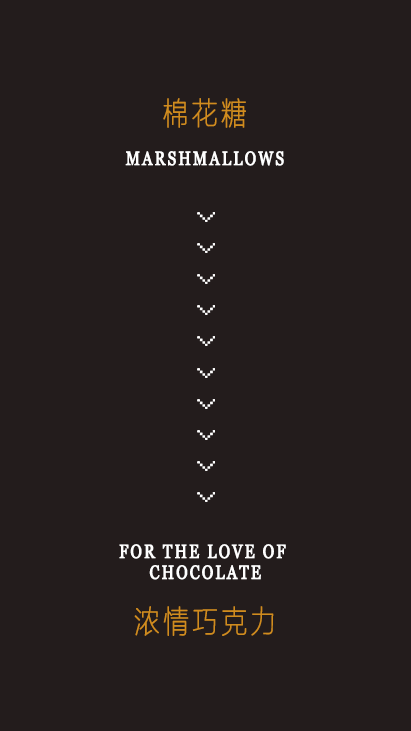 棉花糖
MARSHMALLOWS
FOR THE LOVE OF
CHOCOLATE
浓情巧克力